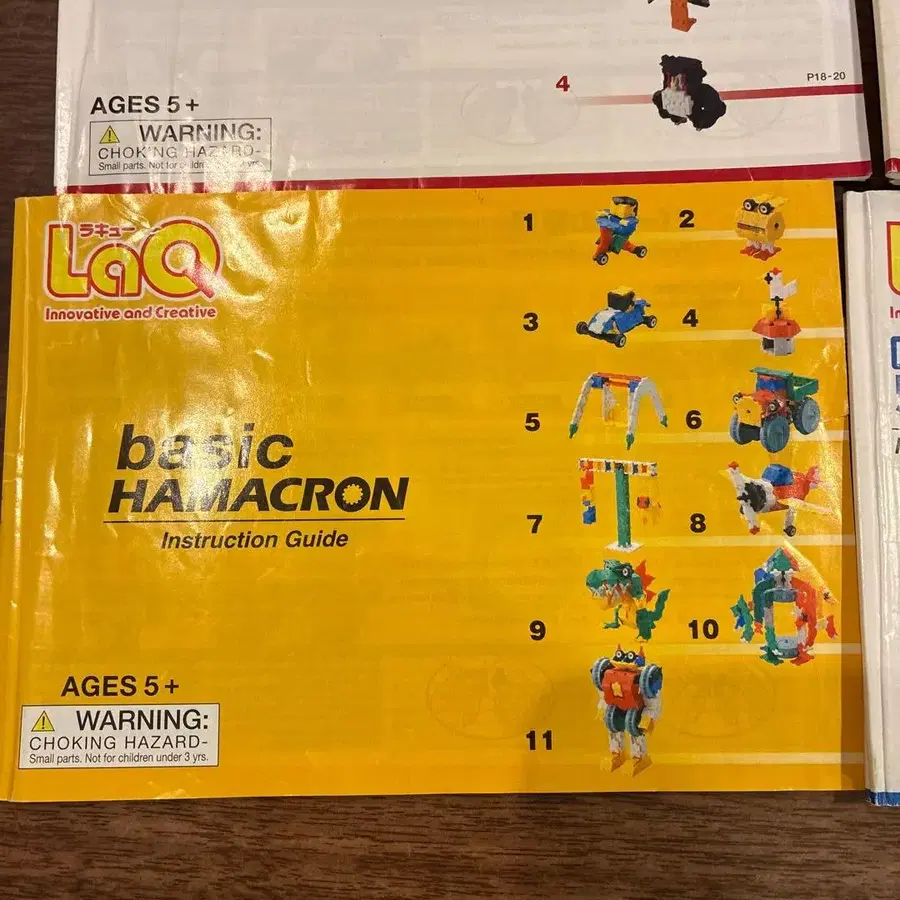 4
P18-20
AGES 5+
WARNING:
CHOKING HAZARD-
Small parts. Not for children
yrs.
ラキュー
LaQ
Innovative and Creative
basic
HAMACRON
Instruction Guide
AGES 5+
WARNING:
CHOKING HAZARD-
Small parts. Not for children under 3 yrs.
1
2
3
4
5
6
7
8
9
10
11